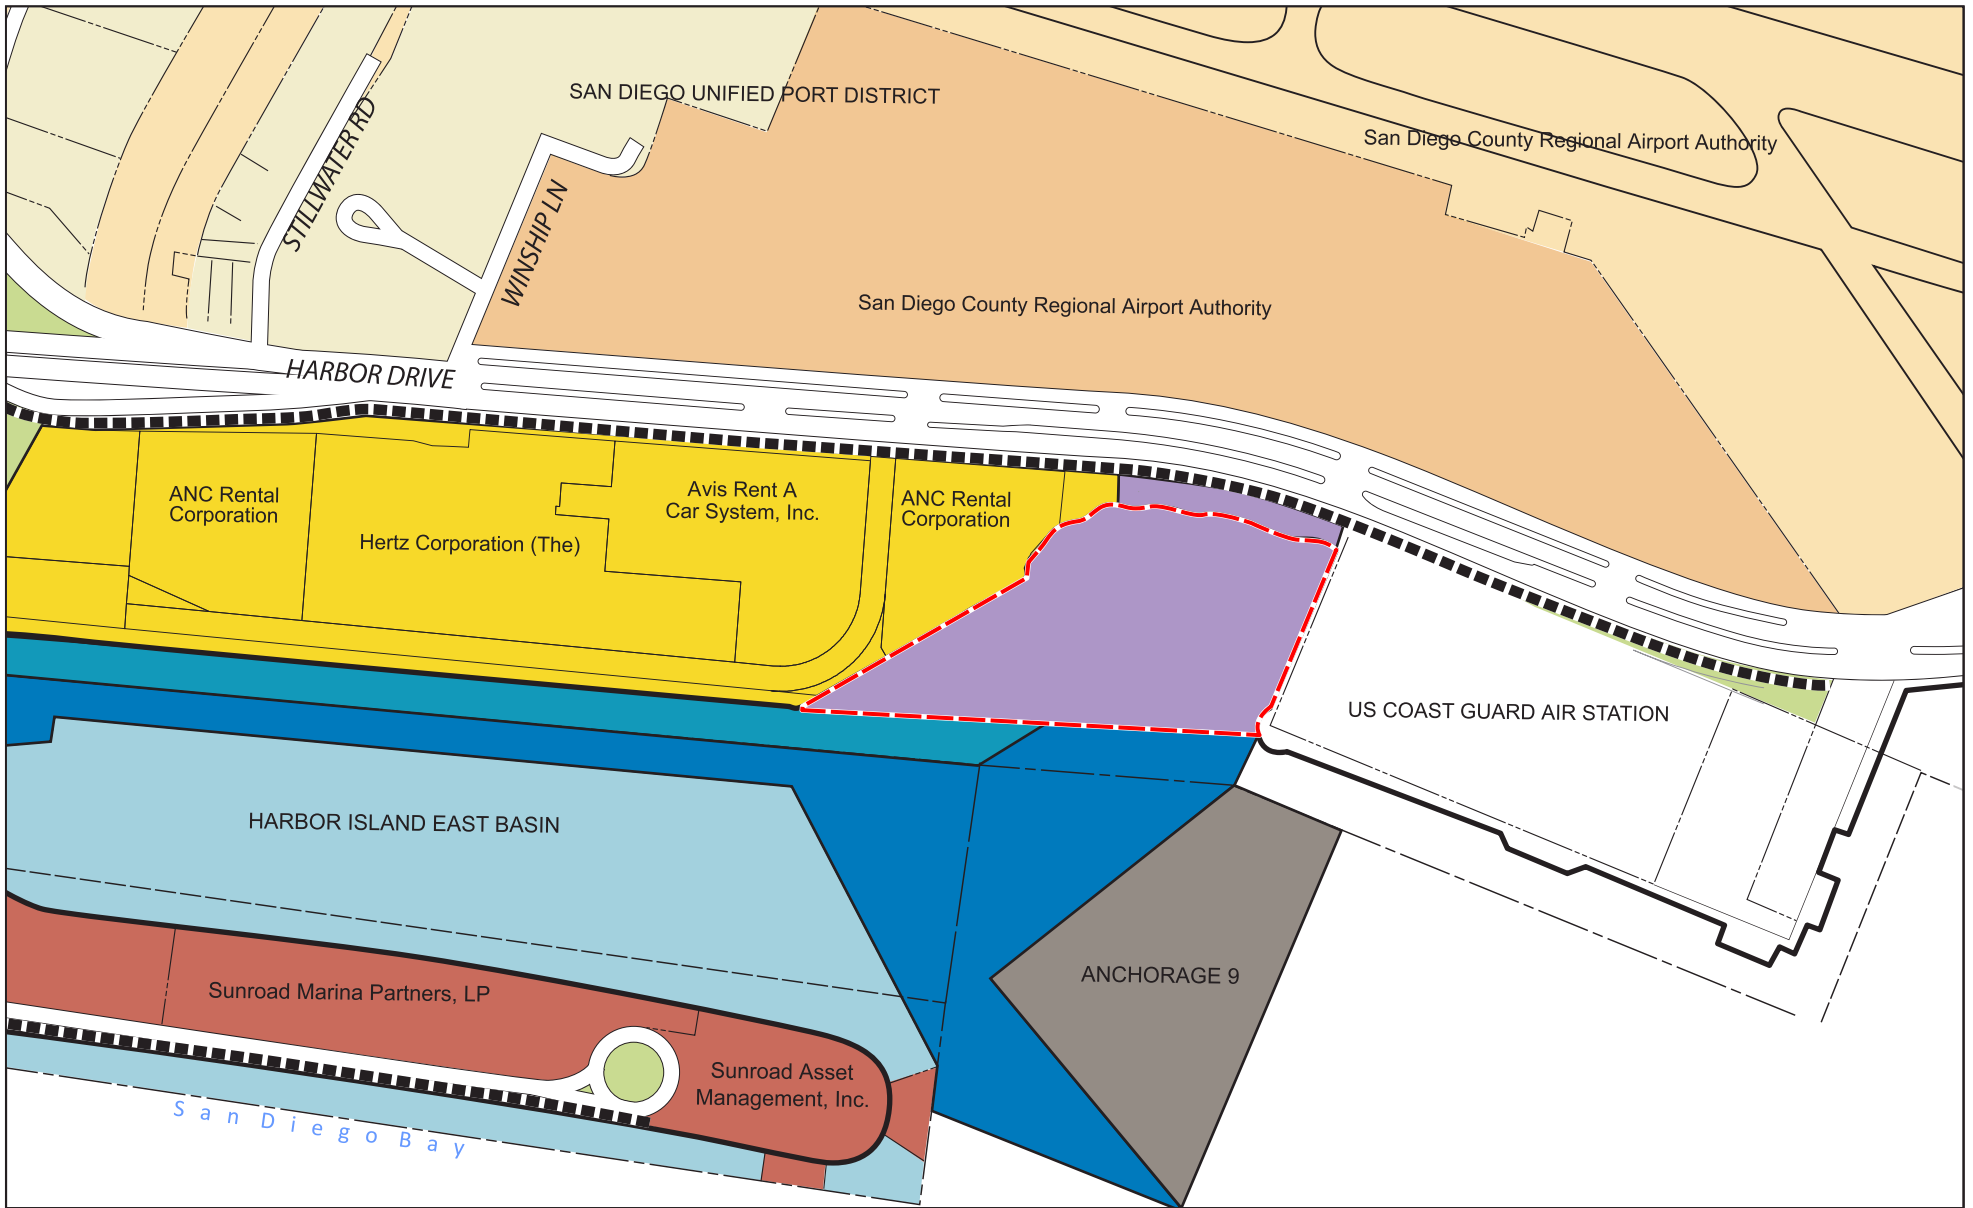 SAN DIEGO UNIFIED PORT DISTRICT
San Diego County Regional Airport Authority
STILLWATER RD
WINSHIP LN
San Diego County Regional Airport Authority
HARBOR DRIVE
ANC Rental
Corporation
Hertz Corporation (The)
Avis Rent A
Car System, Inc.
ANC Rental
Corporation
US COAST GUARD AIR STATION
HARBOR ISLAND EAST BASIN
ANCHORAGE 9
Sunroad Marina Partners, LP
Sunroad Asset
Management, Inc.
San Diego Bay